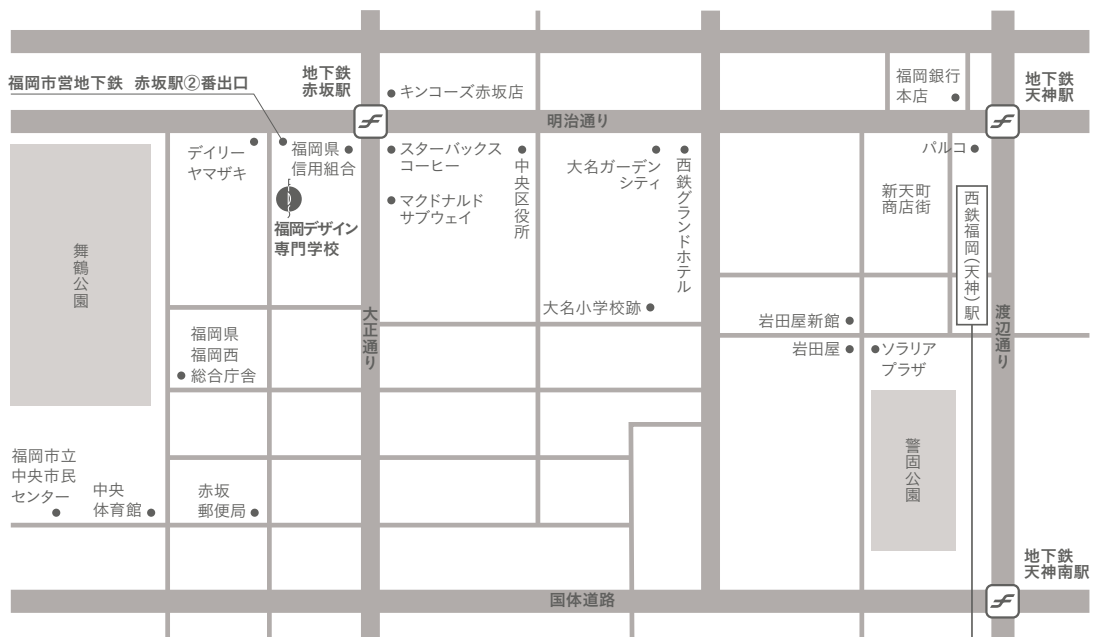 福岡市営地下鉄 赤坂駅②番出口
地下鉄
赤坂駅
キンコーズ赤坂店
福岡銀行
本店
地下鉄
天神駅
明治通り
デイリー
ヤマザキ
福岡県
信用組合
福岡デザイン
専門学校
スターバックス
コーヒー
マクドナルド
サブウェイ
中央区役所
大名ガーデン
シティ
西鉄グランドホテル
パルコ
新天町
商店街
西鉄福岡(天神)駅
舞鶴公園
大名小学校跡
大正通り
岩田屋新館
岩田屋
ソラリア
プラザ
渡辺通り
福岡県
福岡西
総合庁舎
警固公園
福岡市立
中央市民
センター
中央
体育館
赤坂
郵便局
地下鉄
天神南駅
国体道路